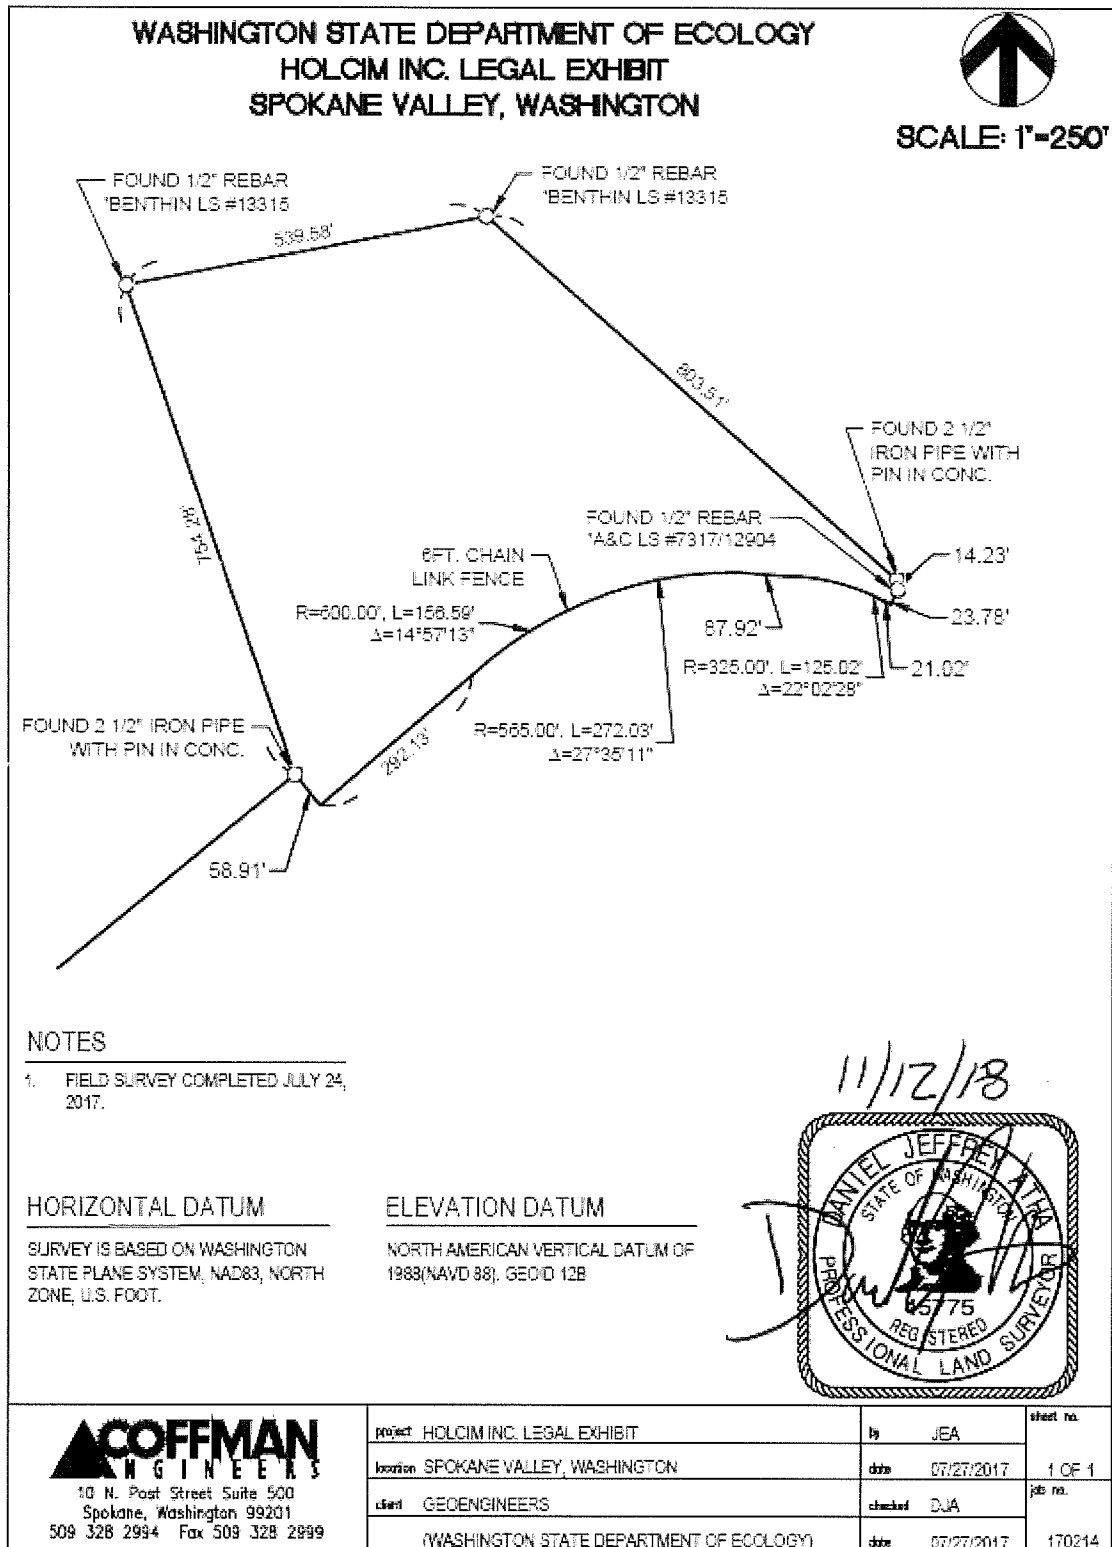 WASHINGTON STATE DEPARTMENT OF ECOLOGY
HOLCIM INC. LEGAL EXHIBIT
SPOKANE VALLEY, WASHINGTON
SCALE: 1"=250'
FOUND 1/2" REBAR
"BENTHIN LS #13315
FOUND 1/2" REBAR
"BENTHIN LS #13315
539.58'
803.51'
FOUND 2 1/2"
IRON PIPE WITH
PIN IN CONC.
FOUND 1/2" REBAR
"A&C LS #7317/12904
14.23'
754.28'
6FT. CHAIN
LINK FENCE
R=600.00', L=156.59'
Δ=14°57'13"
87.92'
23.78'
R=325.00', L=125.02'
Δ=22°02'28"
21.02'
FOUND 2 1/2" IRON PIPE
WITH PIN IN CONC.
R=565.00', L=272.03'
Δ=27°35'11"
292.13'
58.91'
NOTES
1. FIELD SURVEY COMPLETED JULY 24,
2017.
11/12/18
HORIZONTAL DATUM
SURVEY IS BASED ON WASHINGTON
STATE PLANE SYSTEM, NAD83, NORTH
ZONE, U.S. FOOT.
ELEVATION DATUM
NORTH AMERICAN VERTICAL DATUM OF
1988(NAVD 88). GEOID 12B
DANIEL JEFFREY ATHA
STATE OF WASHINGTON
45775
REGISTERED
PROFESSIONAL LAND SURVEYOR
COFFMAN
ENGINEERS
10 N. Post Street Suite 500
Spokane, Washington 99201
509 328 2994 Fax 509 328 2999
project HOLCIM INC. LEGAL EXHIBIT
location SPOKANE VALLEY, WASHINGTON
client GEOENGINEERS
(WASHINGTON STATE DEPARTMENT OF ECOLOGY)
by JEA
date 07/27/2017
checked DJA
date 07/27/2017
sheet no.
1 OF 1
job no.
170214